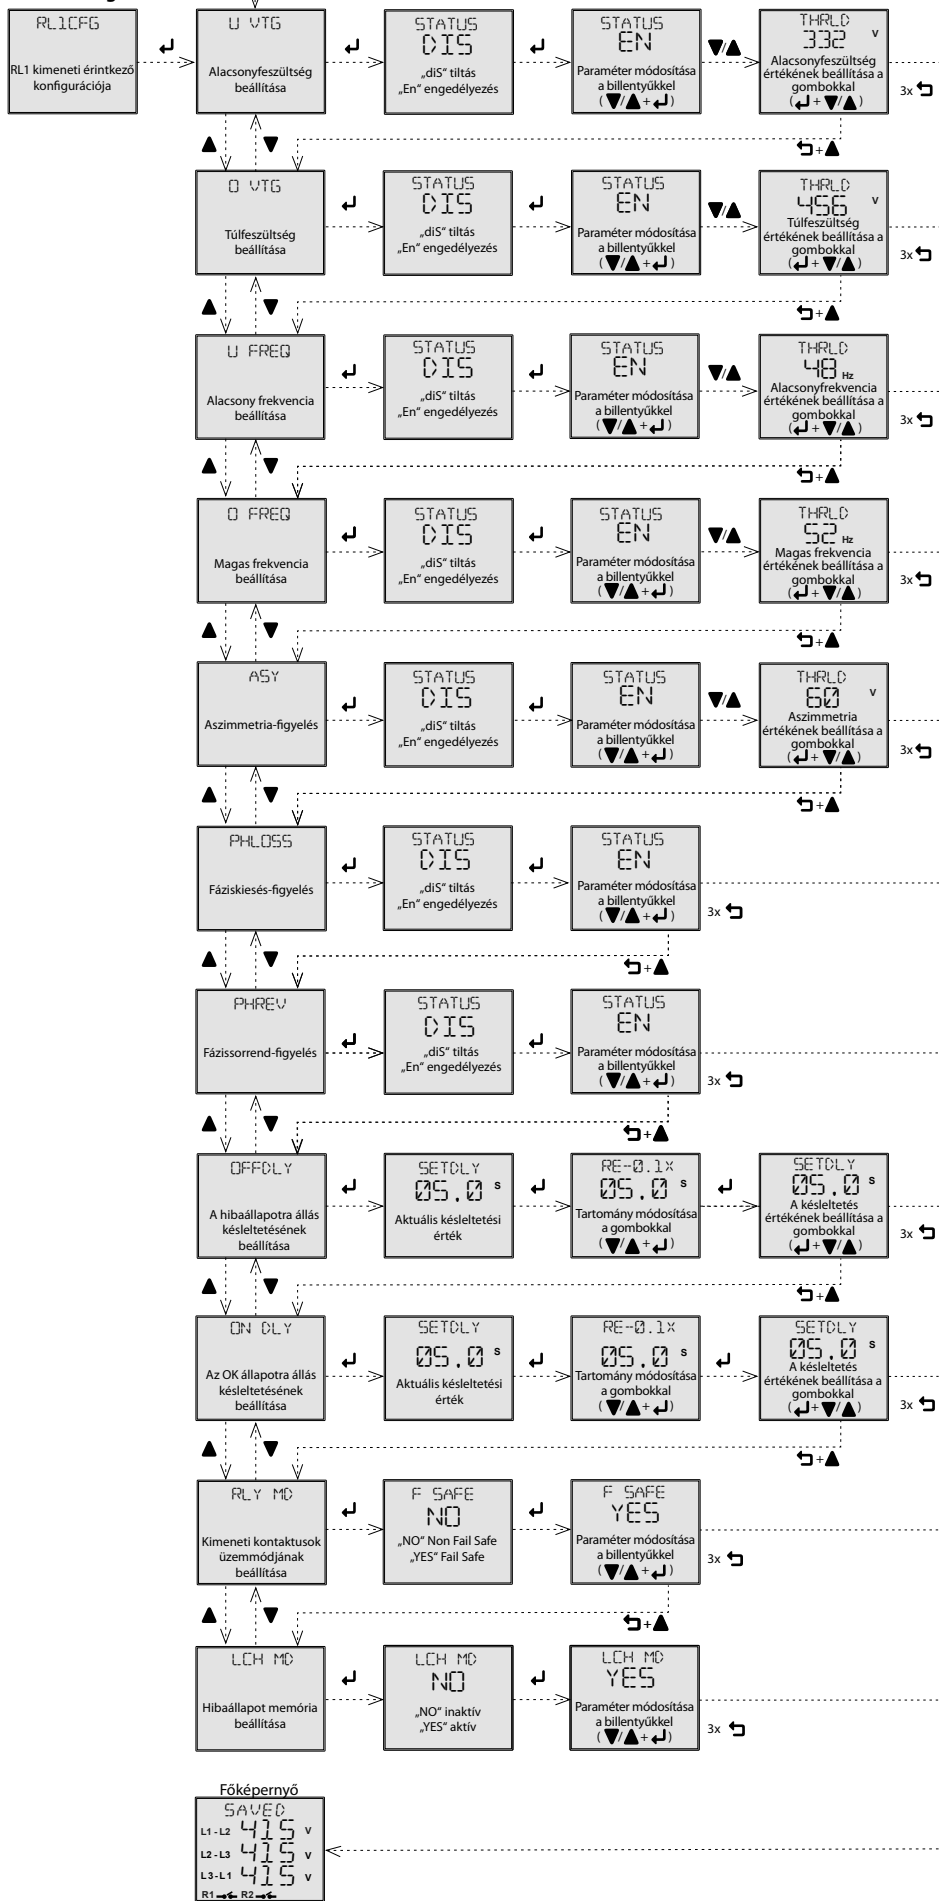 RL1CFG
RL1 kimeneti érintkező
konfigurációja
U VTG
Alacsonyfeszültség
beállítása
STATUS
DIS
„diS“ tiltás
„En“ engedélyezés
STATUS
EN
Paraméter módosítása
a billentyűkkel
(▼/▲+↵)
▼/▲
THRLD
332 V
Alacsonyfeszültség
értékének beállítása a
gombokkal
(↵+▼/▲)
3x
+▲
O VTG
Túlfeszültség
beállítása
STATUS
DIS
„diS“ tiltás
„En“ engedélyezés
STATUS
EN
Paraméter módosítása
a billentyűkkel
(▼/▲+↵)
▼/▲
THRLD
456 V
Túlfeszültség
értékének beállítása a
gombokkal
(↵+▼/▲)
3x
+▲
U FREQ
Alacsony frekvencia
beállítása
STATUS
DIS
„diS“ tiltás
„En“ engedélyezés
STATUS
EN
Paraméter módosítása
a billentyűkkel
(▼/▲+↵)
▼/▲
THRLD
48 Hz
Alacsonyfrekvencia
értékének beállítása a
gombokkal
(↵+▼/▲)
3x
+▲
O FREQ
Magas frekvencia
beállítása
STATUS
DIS
„diS“ tiltás
„En“ engedélyezés
STATUS
EN
Paraméter módosítása
a billentyűkkel
(▼/▲+↵)
▼/▲
THRLD
52 Hz
Magas frekvencia
értékének beállítása a
gombokkal
(↵+▼/▲)
3x
+▲
ASY
Aszimmetria-figyelés
STATUS
DIS
„diS“ tiltás
„En“ engedélyezés
STATUS
EN
Paraméter módosítása
a billentyűkkel
(▼/▲+↵)
▼/▲
THRLD
60 V
Aszimmetria
értékének beállítása a
gombokkal
(↵+▼/▲)
3x
+▲
PHLOSS
Fáziskiesés-figyelés
STATUS
DIS
„diS“ tiltás
„En“ engedélyezés
STATUS
EN
Paraméter módosítása
a billentyűkkel
(▼/▲+↵)
3x
+▲
PHREV
Fázissorrend-figyelés
STATUS
DIS
„diS“ tiltás
„En“ engedélyezés
STATUS
EN
Paraméter módosítása
a billentyűkkel
(▼/▲+↵)
3x
+▲
OFFDLY
A hibaállapotra állás
késleltetésének
beállítása
SETDLY
05.0 s
Aktuális késleltetési
érték
RE-0.1X
05.0 s
Tartomány módosítása
a gombokkal
(▼/▲+↵)
SETDLY
05.0 s
A késleltetés
értékének beállítása a
gombokkal
(↵+▼/▲)
3x
+▲
ON DLY
Az OK állapotra állás
késleltetésének
beállítása
SETDLY
05.0 s
Aktuális késleltetési
érték
RE-0.1X
05.0 s
Tartomány módosítása
a gombokkal
(▼/▲+↵)
SETDLY
05.0 s
A késleltetés
értékének beállítása a
gombokkal
(↵+▼/▲)
3x
+▲
RLY MD
Kimeneti kontaktusok
üzemmódjának
beállítása
F SAFE
NO
„NO“ Non Fail Safe
„YES“ Fail Safe
F SAFE
YES
Paraméter módosítása
a billentyűkkel
(▼/▲+↵)
3x
+▲
LCH MD
Hibaállapot memória
beállítása
LCH MD
NO
„NO“ inaktív
„YES“ aktív
LCH MD
YES
Paraméter módosítása
a billentyűkkel
(▼/▲+↵)
3x
Főképernyő
SAVED
L1-L2 415 V
L2-L3 415 V
L3-L1 415 V
R1 R2